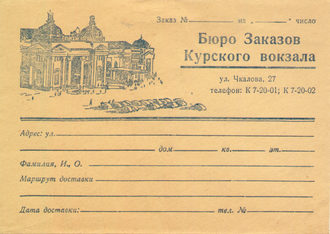 Заказ №        на „        “        число
Бюро Заказов
Курского вокзала
ул. Чкалова, 27
телефон: К 7-20-01; К 7-20-02
Адрес: ул.
дом        кв.        эт.
Фамилия, И., О.
Маршрут доставки
Дата доставки:        тел. №